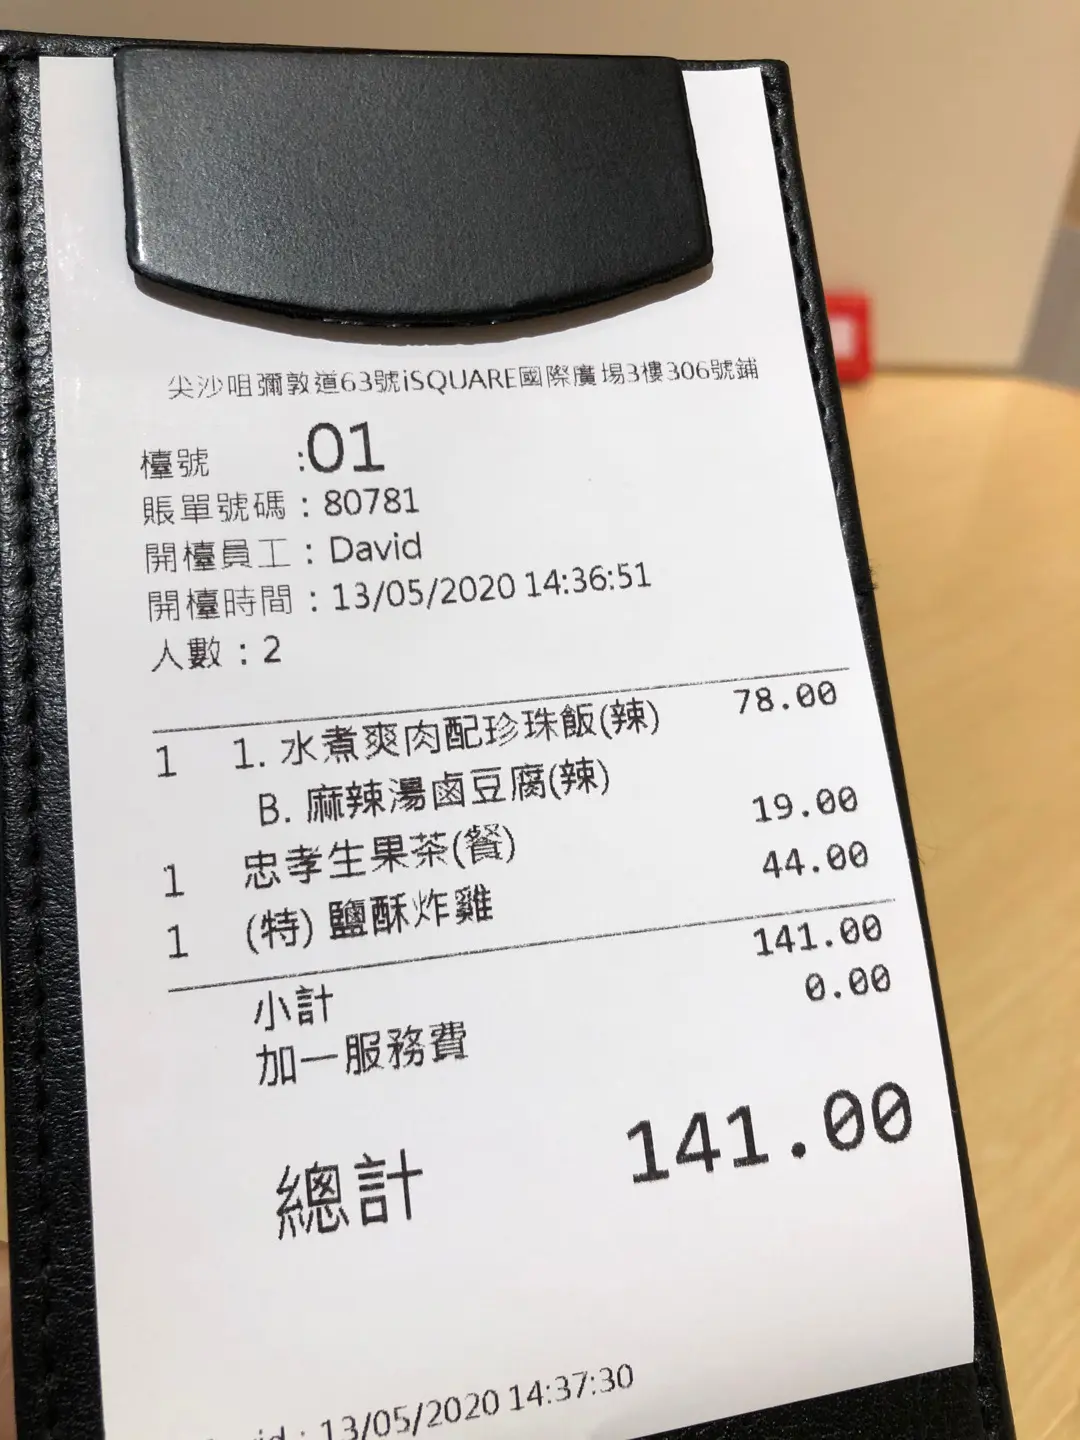 尖沙咀彌敦道63號iSQUARE國際廣場3樓306號鋪
檯號 :01
賬單號碼：80781
開檯員工：David
開檯時間：13/05/2020 14:36:51
人數：2
1 1. 水煮爽肉配珍珠飯(辣) 78.00
B. 麻辣湯鹵豆腐(辣)
1 忠孝生果茶(餐) 19.00
1 (特) 鹽酥炸雞 44.00
小計 141.00
加一服務費 0.00
總計 141.00
: 13/05/2020 14:37:30